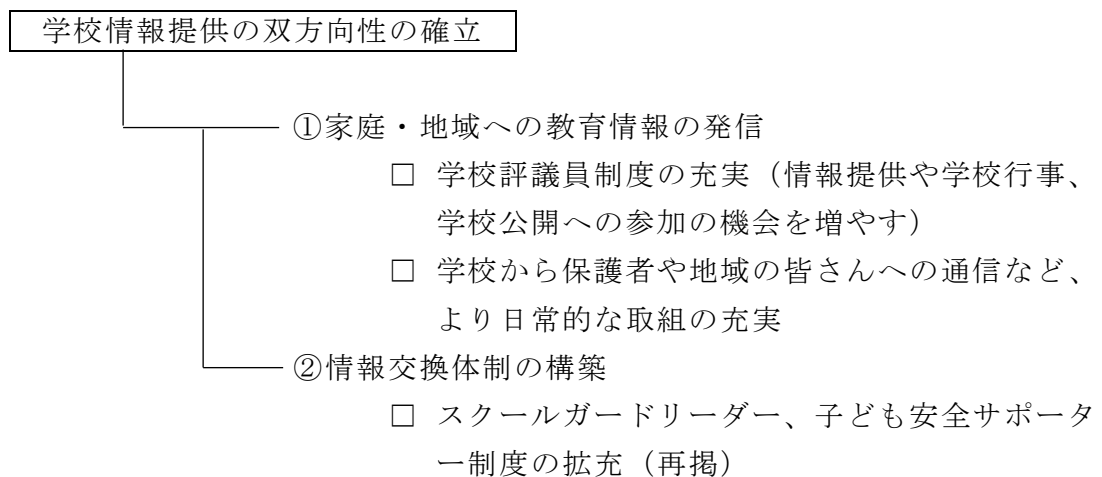 学校情報提供の双方向性の確立
①家庭・地域への教育情報の発信
□ 学校評議員制度の充実（情報提供や学校行事、
学校公開への参加の機会を増やす）
□ 学校から保護者や地域の皆さんへの通信など、
より日常的な取組の充実
②情報交換体制の構築
□ スクールガードリーダー、子ども安全サポータ
ー制度の拡充（再掲）